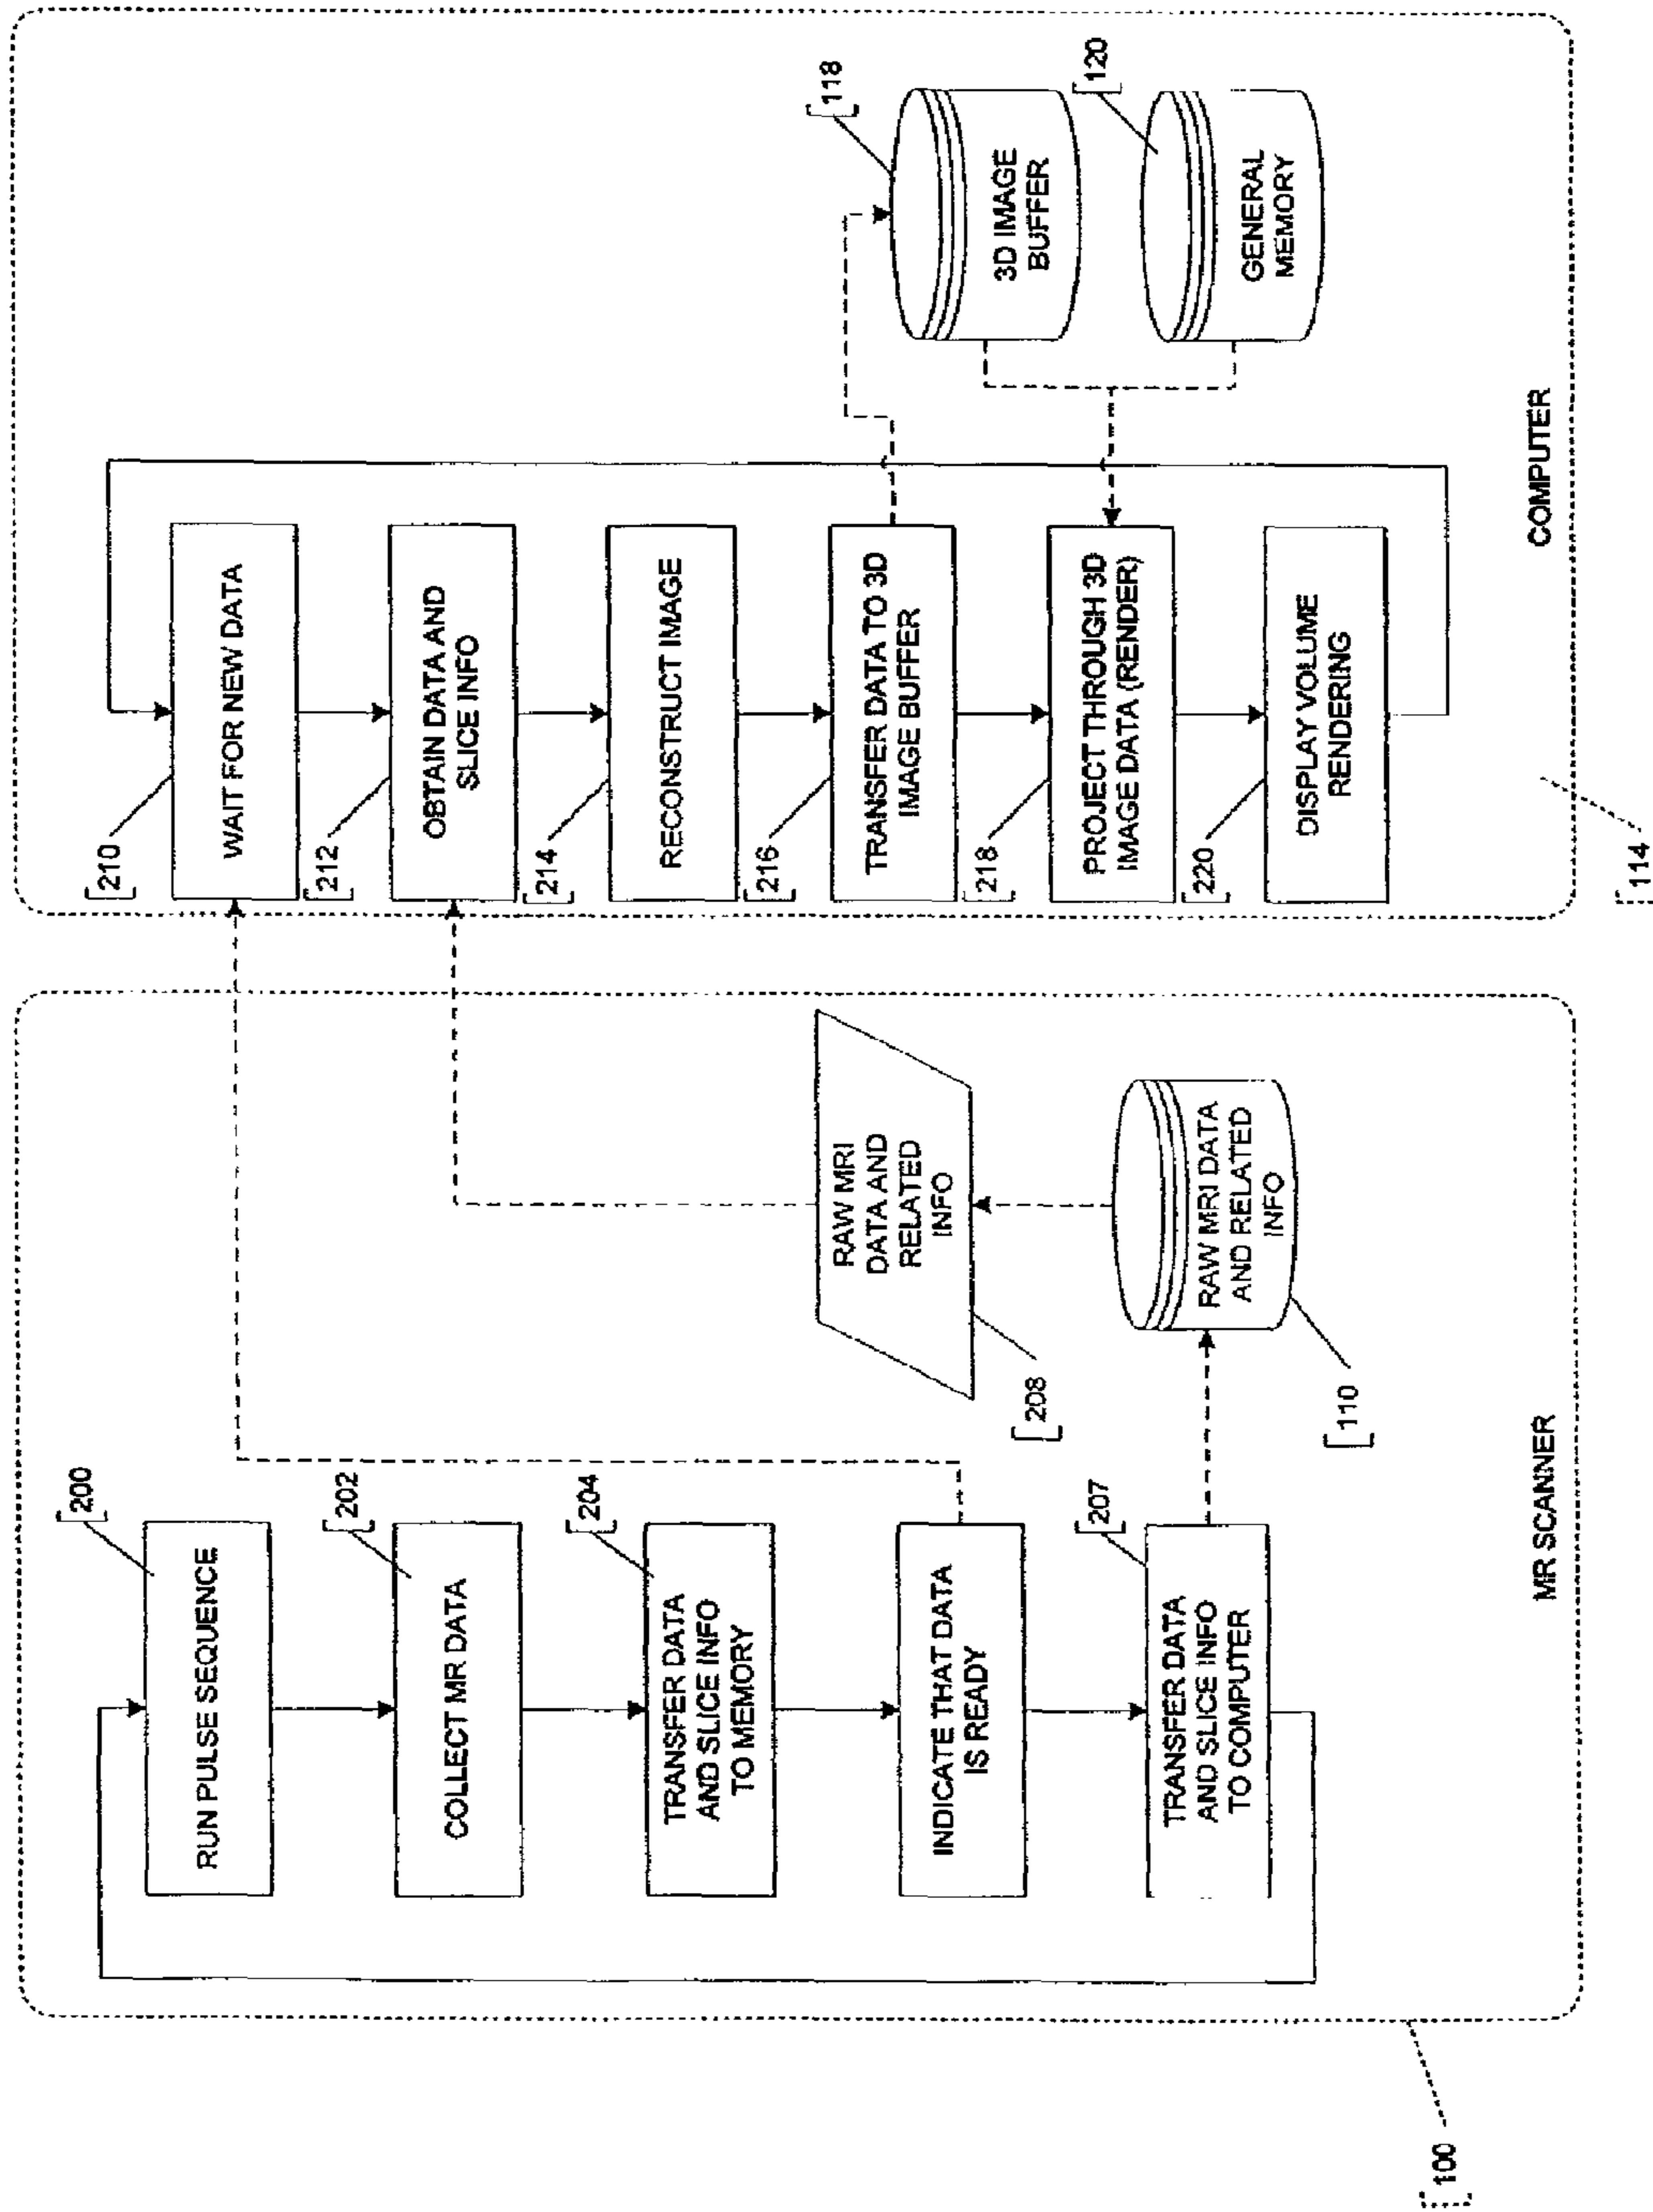 [200
RUN PULSE SEQUENCE
[202
COLLECT MR DATA
[204
TRANSFER DATA
AND SLICE INFO
TO MEMORY
INDICATE THAT DATA
IS READY
[207
TRANSFER DATA
AND SLICE INFO
TO COMPUTER
RAW MRI
DATA AND
RELATED
INFO
[208
RAW MRI DATA
AND RELATED
INFO
[110
MR SCANNER
[100
[210
WAIT FOR NEW DATA
[212
OBTAIN DATA AND
SLICE INFO
[214
RECONSTRUCT IMAGE
[216
TRANSFER DATA TO 3D
IMAGE BUFFER
[218
PROJECT THROUGH 3D
IMAGE DATA (RENDER)
[220
DISPLAY VOLUME
RENDERING
[118
3D IMAGE
BUFFER
[120
GENERAL
MEMORY
COMPUTER
[114